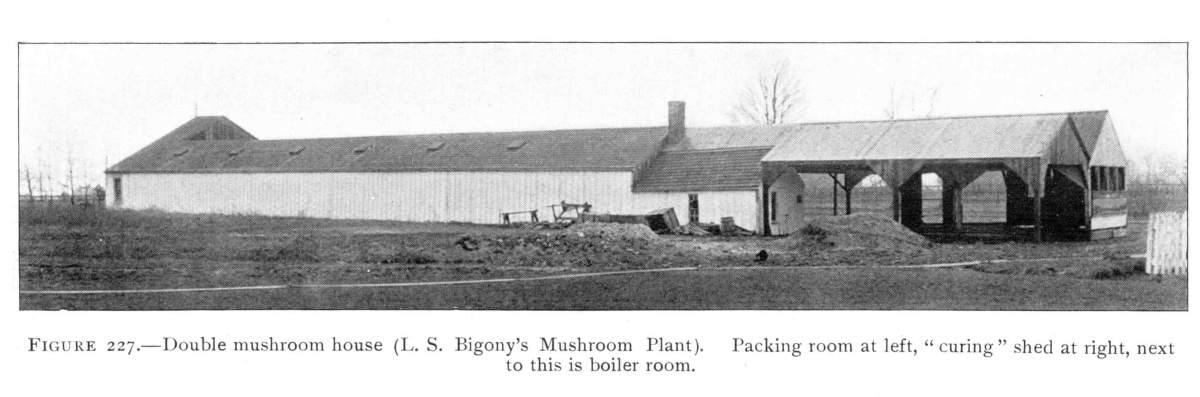 FIGURE 227.—Double mushroom house (L. S. Bigony's Mushroom Plant). Packing room at left, "curing" shed at right, next
to this is boiler room.